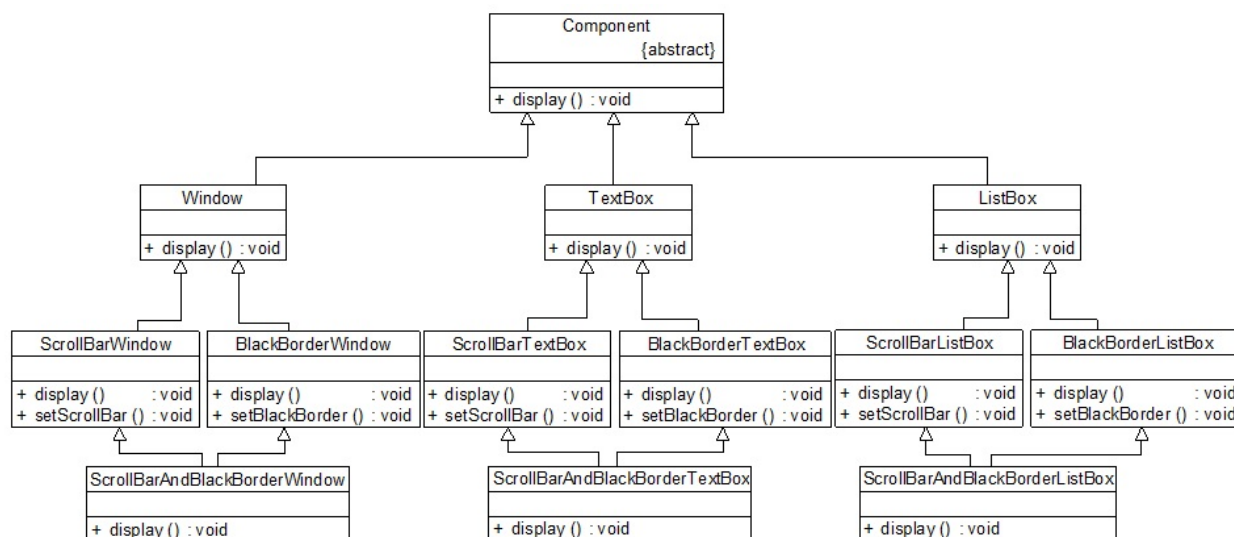 Component
{abstract}
+ display () : void
Window
+ display () : void
TextBox
+ display () : void
ListBox
+ display () : void
ScrollBarWindow
+ display () : void
+ setScrollBar () : void
BlackBorderWindow
+ display () : void
+ setBlackBorder () : void
ScrollBarTextBox
+ display () : void
+ setScrollBar () : void
BlackBorderTextBox
+ display () : void
+ setBlackBorder () : void
ScrollBarListBox
+ display () : void
+ setScrollBar () : void
BlackBorderListBox
+ display () : void
+ setBlackBorder () : void
ScrollBarAndBlackBorderWindow
+ display () : void
ScrollBarAndBlackBorderTextBox
+ display () : void
ScrollBarAndBlackBorderListBox
+ display () : void